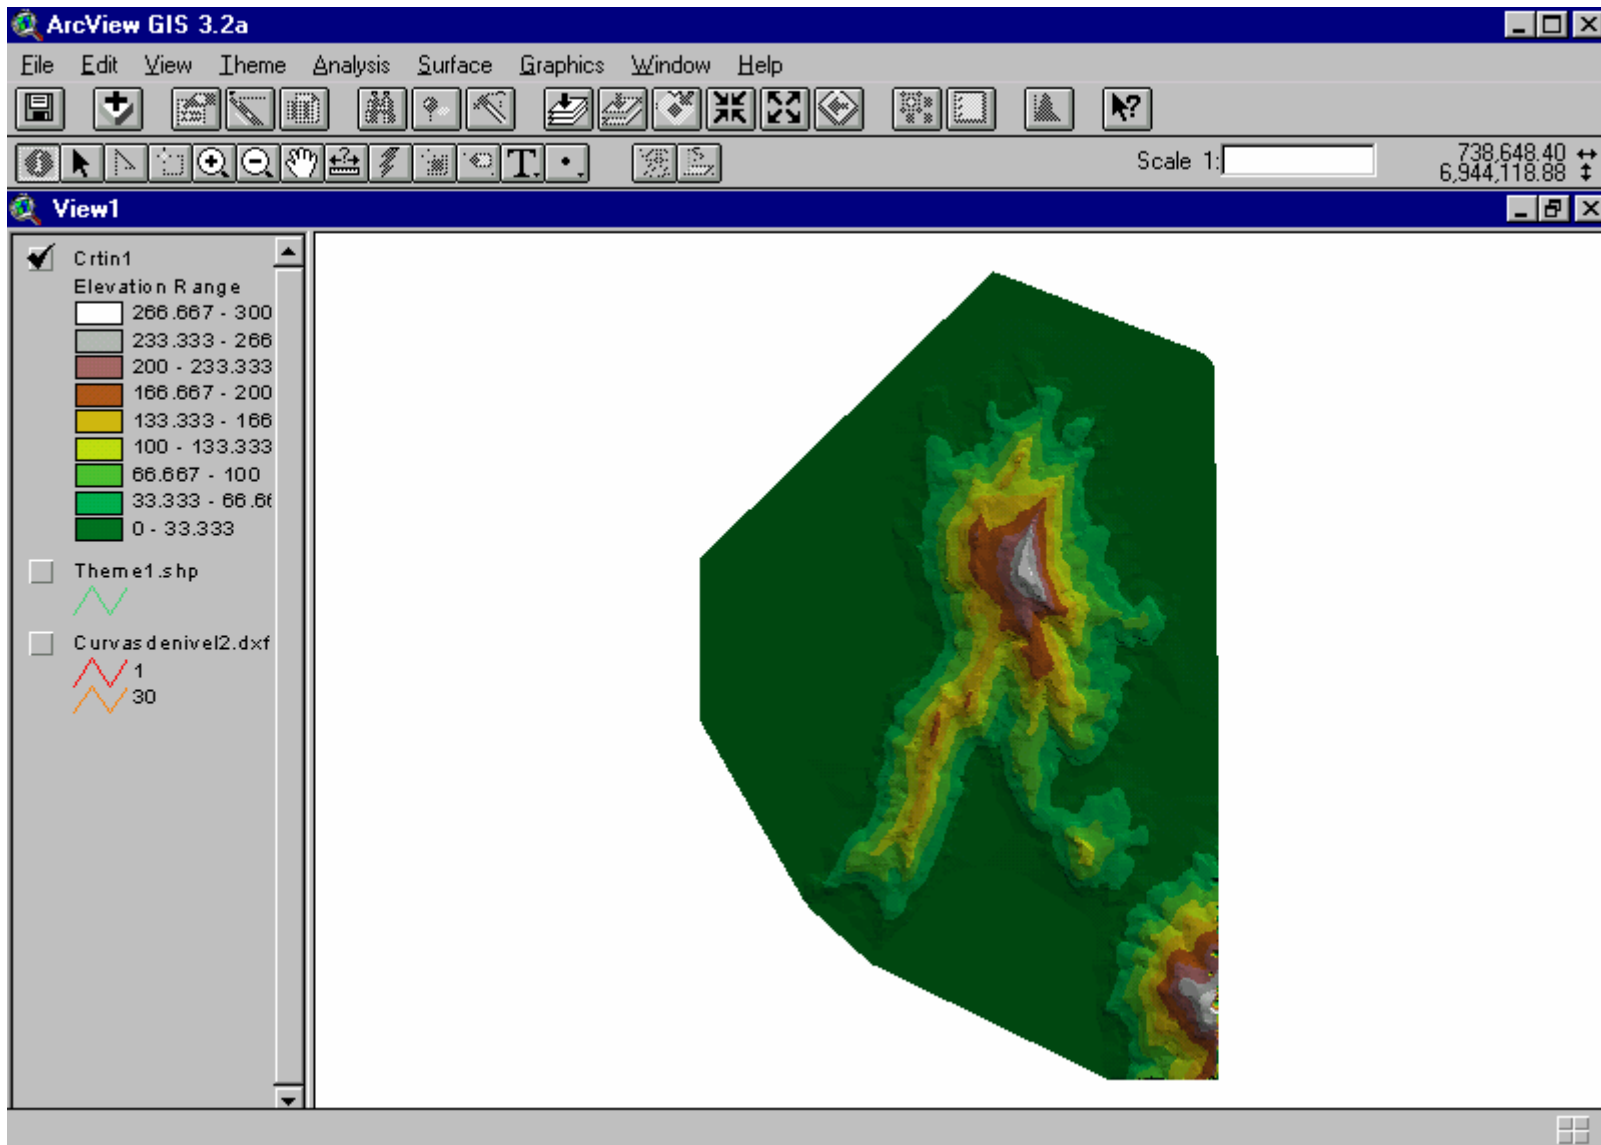 ArcView GIS 3.2a
File Edit View Theme Analysis Surface Graphics Window Help
T
?
Scale 1:
738,648.40
6,944,118.88
View1
Crtin1
Elevation Range
266.667 - 300
233.333 - 266
200 - 233.333
166.667 - 200
133.333 - 166
100 - 133.333
66.667 - 100
33.333 - 66.66
0 - 33.333
Theme1.shp
Curvasdenivel2.dxf
1
30